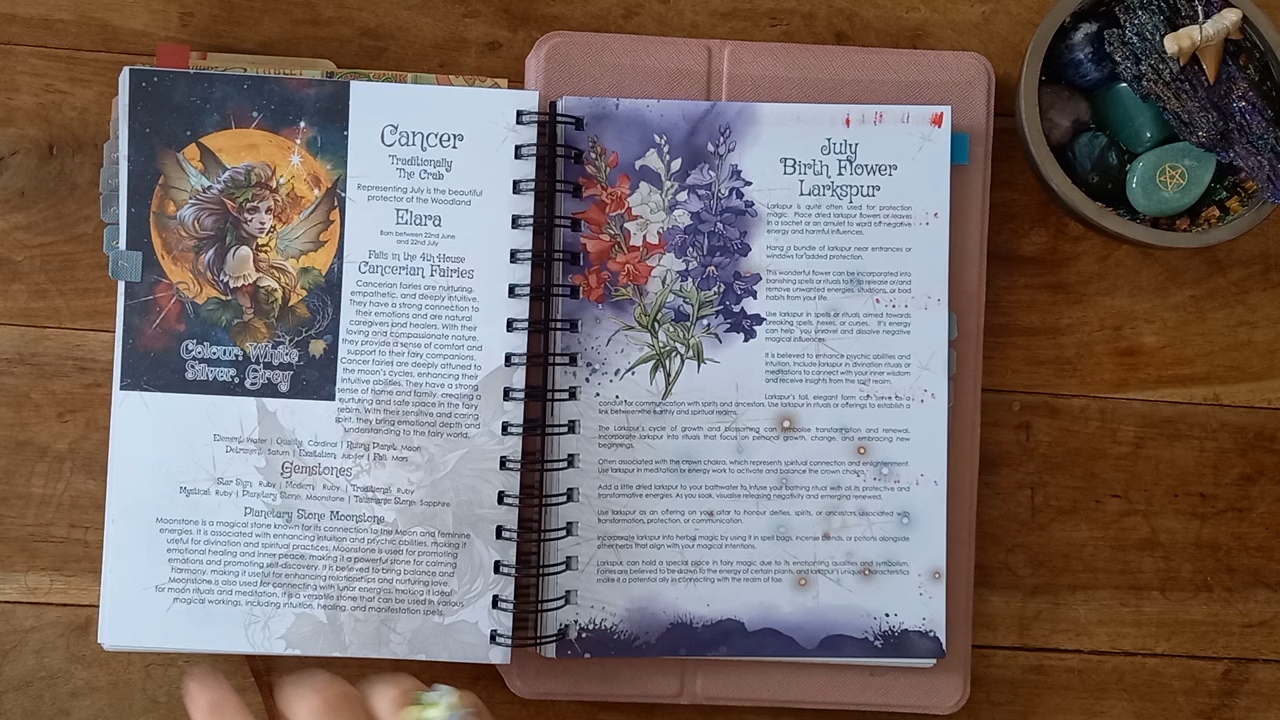 Colour: White
Silver, Grey
Cancer
Traditionally
The Crab
Representing July is the beautiful
protector of the Woodland
Elara
Born between 22nd June
and 22nd July
Falls in the 4th House
Cancerian Fairies
Cancerian fairies are nurturing,
empathetic, and deeply intuitive.
They have a strong connection to
their emotions and are natural
caregivers and healers. With their
loving and compassionate nature,
they provide a sense of comfort and
support to their fairy companions.
Cancer fairies are deeply attuned to
the moon's cycles, enhancing their
intuitive abilities. They have a strong
sense of home and family, creating a
nurturing and safe space in the fairy
realm. With their sensitive and caring
spirit, they bring emotional depth and
understanding to the fairy world.
Element: Water | Quality: Cardinal | Ruling Planet: Moon
Detriment: Saturn | Exaltation: Jupiter | Fall: Mars
Gemstones
Star Sign: Ruby | Modern: Ruby, | Traditional: Ruby
Mystical: Ruby | Planetary Stone: Moonstone | Talismanic Stone: Sapphire
Planetary Stone Moonstone
Moonstone is a magical stone known for its connection to the Moon and feminine
energies. It is associated with enhancing intuition and psychic abilities, making it
useful for divination and spiritual practices. Moonstone is used for promoting
emotional healing and inner peace, making it a powerful stone for calming
emotions and promoting self-discovery. It is believed to bring balance and
harmony, making it useful for enhancing relationships and nurturing love.
Moonstone is also used for connecting with lunar energies, making it ideal
for moon rituals and meditation. It is a versatile stone that can be used in various
magical workings, including intuition, healing, and manifestation spells.
July
Birth Flower
Larkspur
Larkspur is quite often used for protection
magic. Place dried larkspur flowers or leaves
in a sachet or an amulet to ward off negative
energy and harmful influences.
Hang a bundle of larkspur near entrances or
windows for added protection.
This wonderful flower can be incorporated into
banishing spells or rituals to help release or/and
remove unwanted energies, situations, or bad
habits from your life.
Use larkspur in spells or rituals aimed towards
breaking spells, hexes, or curses. It's energy
can help you unravel and dissolve negative
magical influences.
It is believed to enhance psychic abilities and
intuition. Include larkspur in divination rituals or
meditations to connect with your inner wisdom
and receive insights from the spirit realm.
Larkspur's tall, elegant form can serve as a
conduit for communication with spirits and ancestors. Use larkspur in rituals or offerings to establish a
link between the earthly and spiritual realms.
The Larkspur's cycle of growth and blossoming can symbolise transformation and renewal.
Incorporate larkspur into rituals that focus on personal growth, change, and embracing new
beginnings.
Often associated with the crown chakra, which represents spiritual connection and enlightenment.
Use larkspur in meditation or energy work to activate and balance the crown chakra.
Add a little dried larkspur to your bathwater to infuse your bathing ritual with all its protective and
transformative energies. As you soak, visualise releasing negativity and emerging renewed.
Use larkspur as an offering on your altar to honour deities, spirits, or ancestors associated with
transformation, protection, or communication.
Incorporate larkspur into herbal magic by using it in spell bags, incense blends, or potions alongside
other herbs that align with your magical intentions.
Larkspur, can hold a special place in fairy magic due to its enchanting qualities and symbolism.
Fairies are believed to be drawn to the energy of certain plants, and larkspur's unique characteristics
make it a potential ally in connecting with the realm of fae.